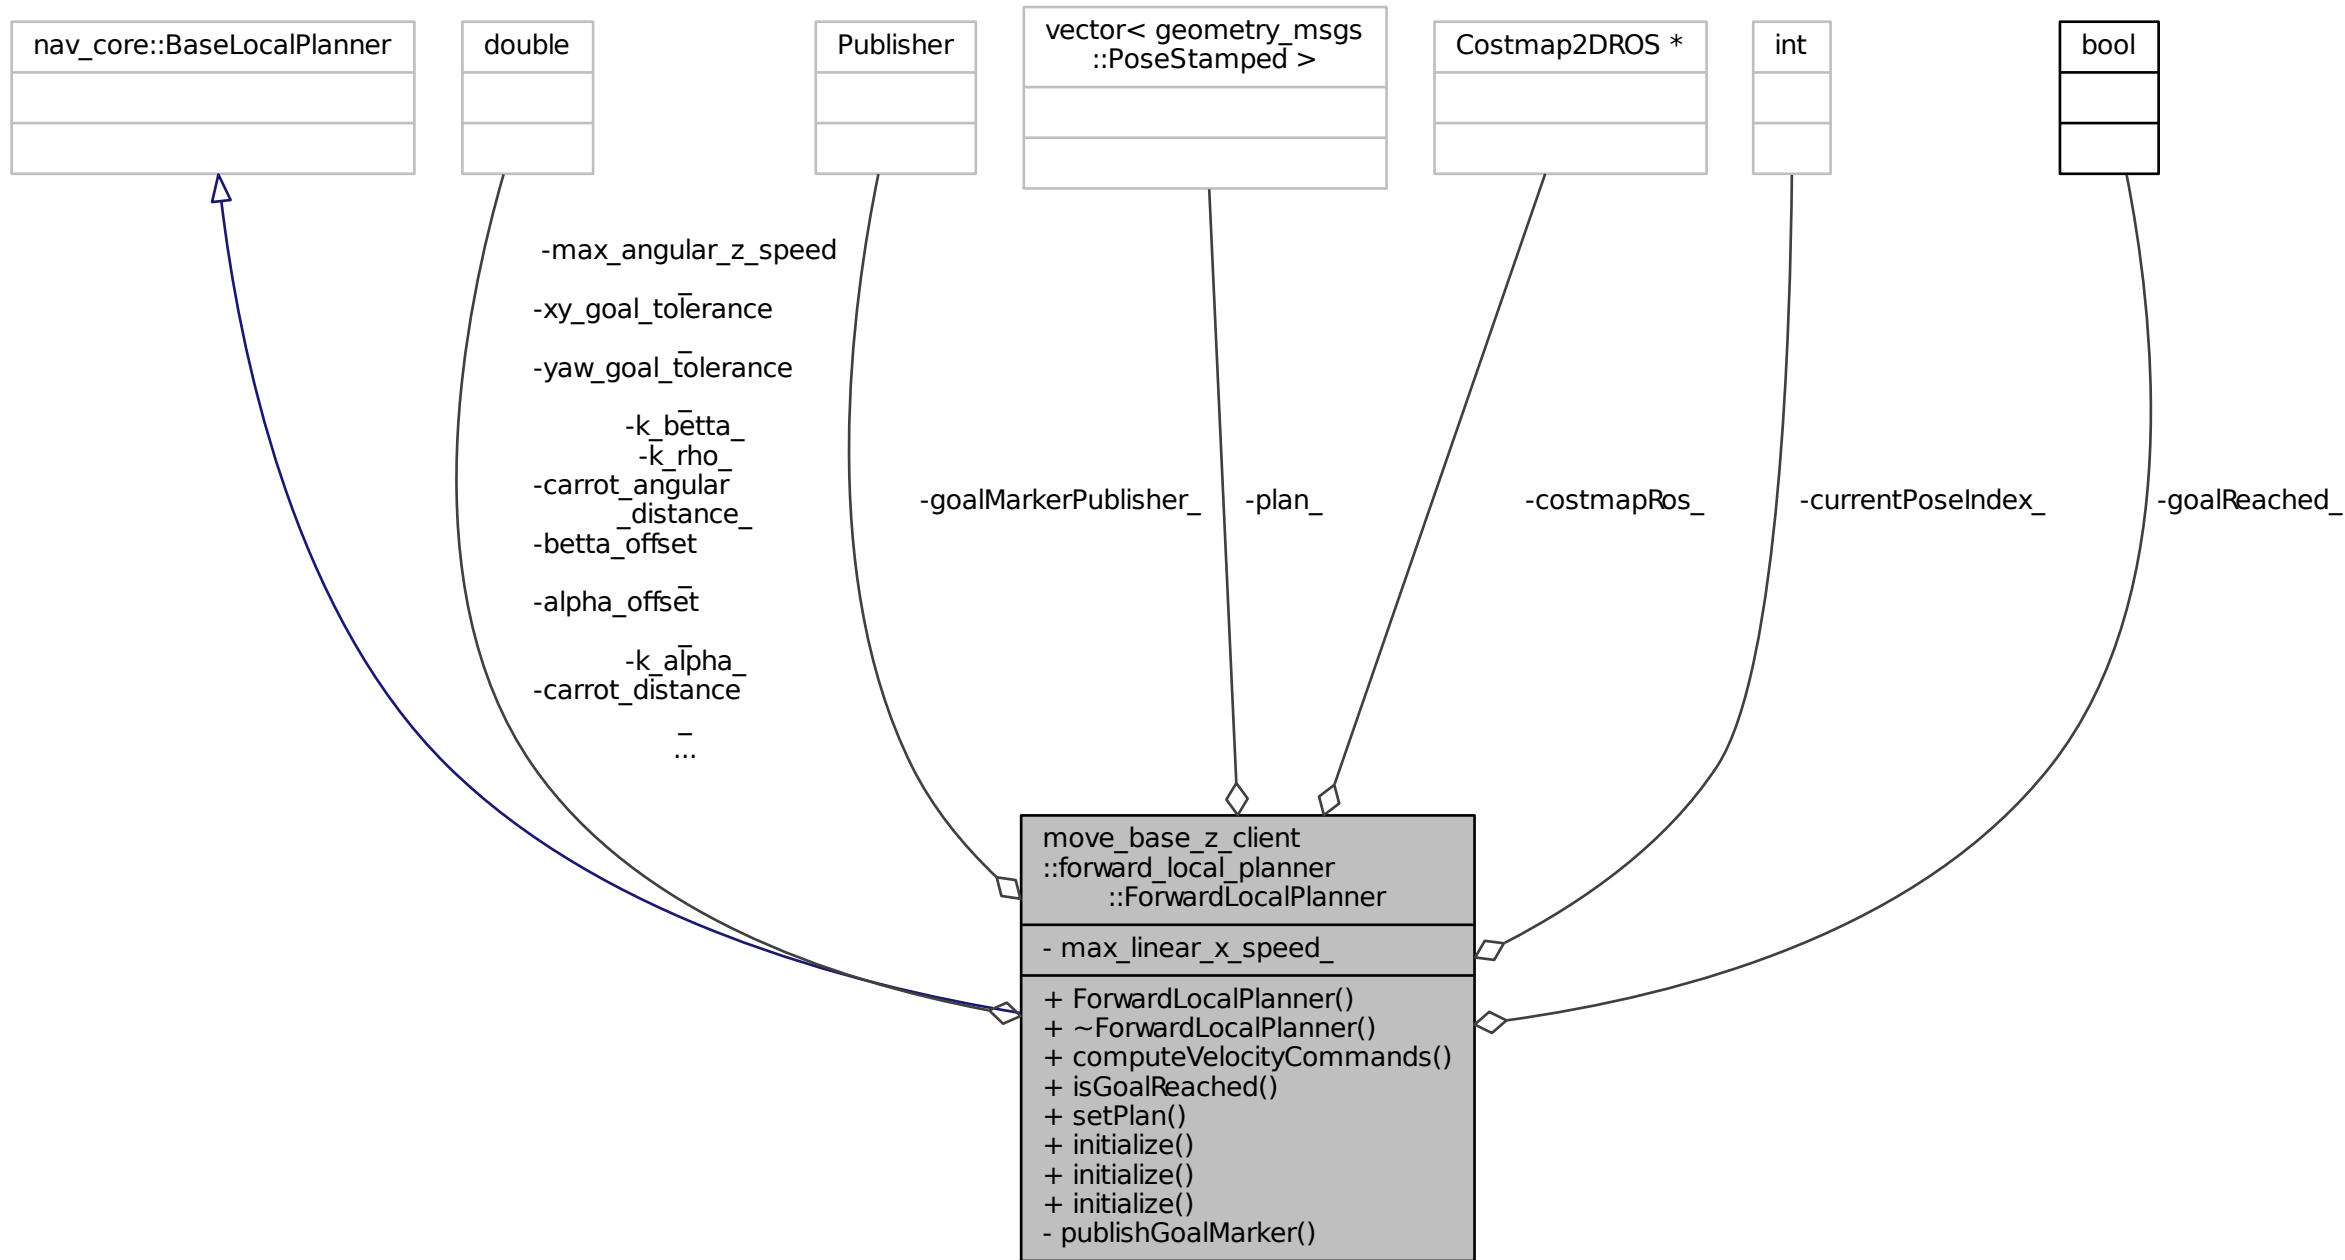 nav_core::BaseLocalPlanner
double
Publisher
vector< geometry_msgs
::PoseStamped >
Costmap2DROS *
int
bool
-max_angular_z_speed
_
-xy_goal_tolerance
_
-yaw_goal_tolerance
_
-k_betta_
-k_rho_
-carrot_angular
_distance_
-betta_offset
_
-alpha_offset
_
-k_alpha_
-carrot_distance
_
...
-goalMarkerPublisher_
-plan_
-costmapRos_
-currentPoseIndex_
-goalReached_
move_base_z_client
::forward_local_planner
::ForwardLocalPlanner
- max_linear_x_speed_
+ ForwardLocalPlanner()
+ ~ForwardLocalPlanner()
+ computeVelocityCommands()
+ isGoalReached()
+ setPlan()
+ initialize()
+ initialize()
+ initialize()
- publishGoalMarker()